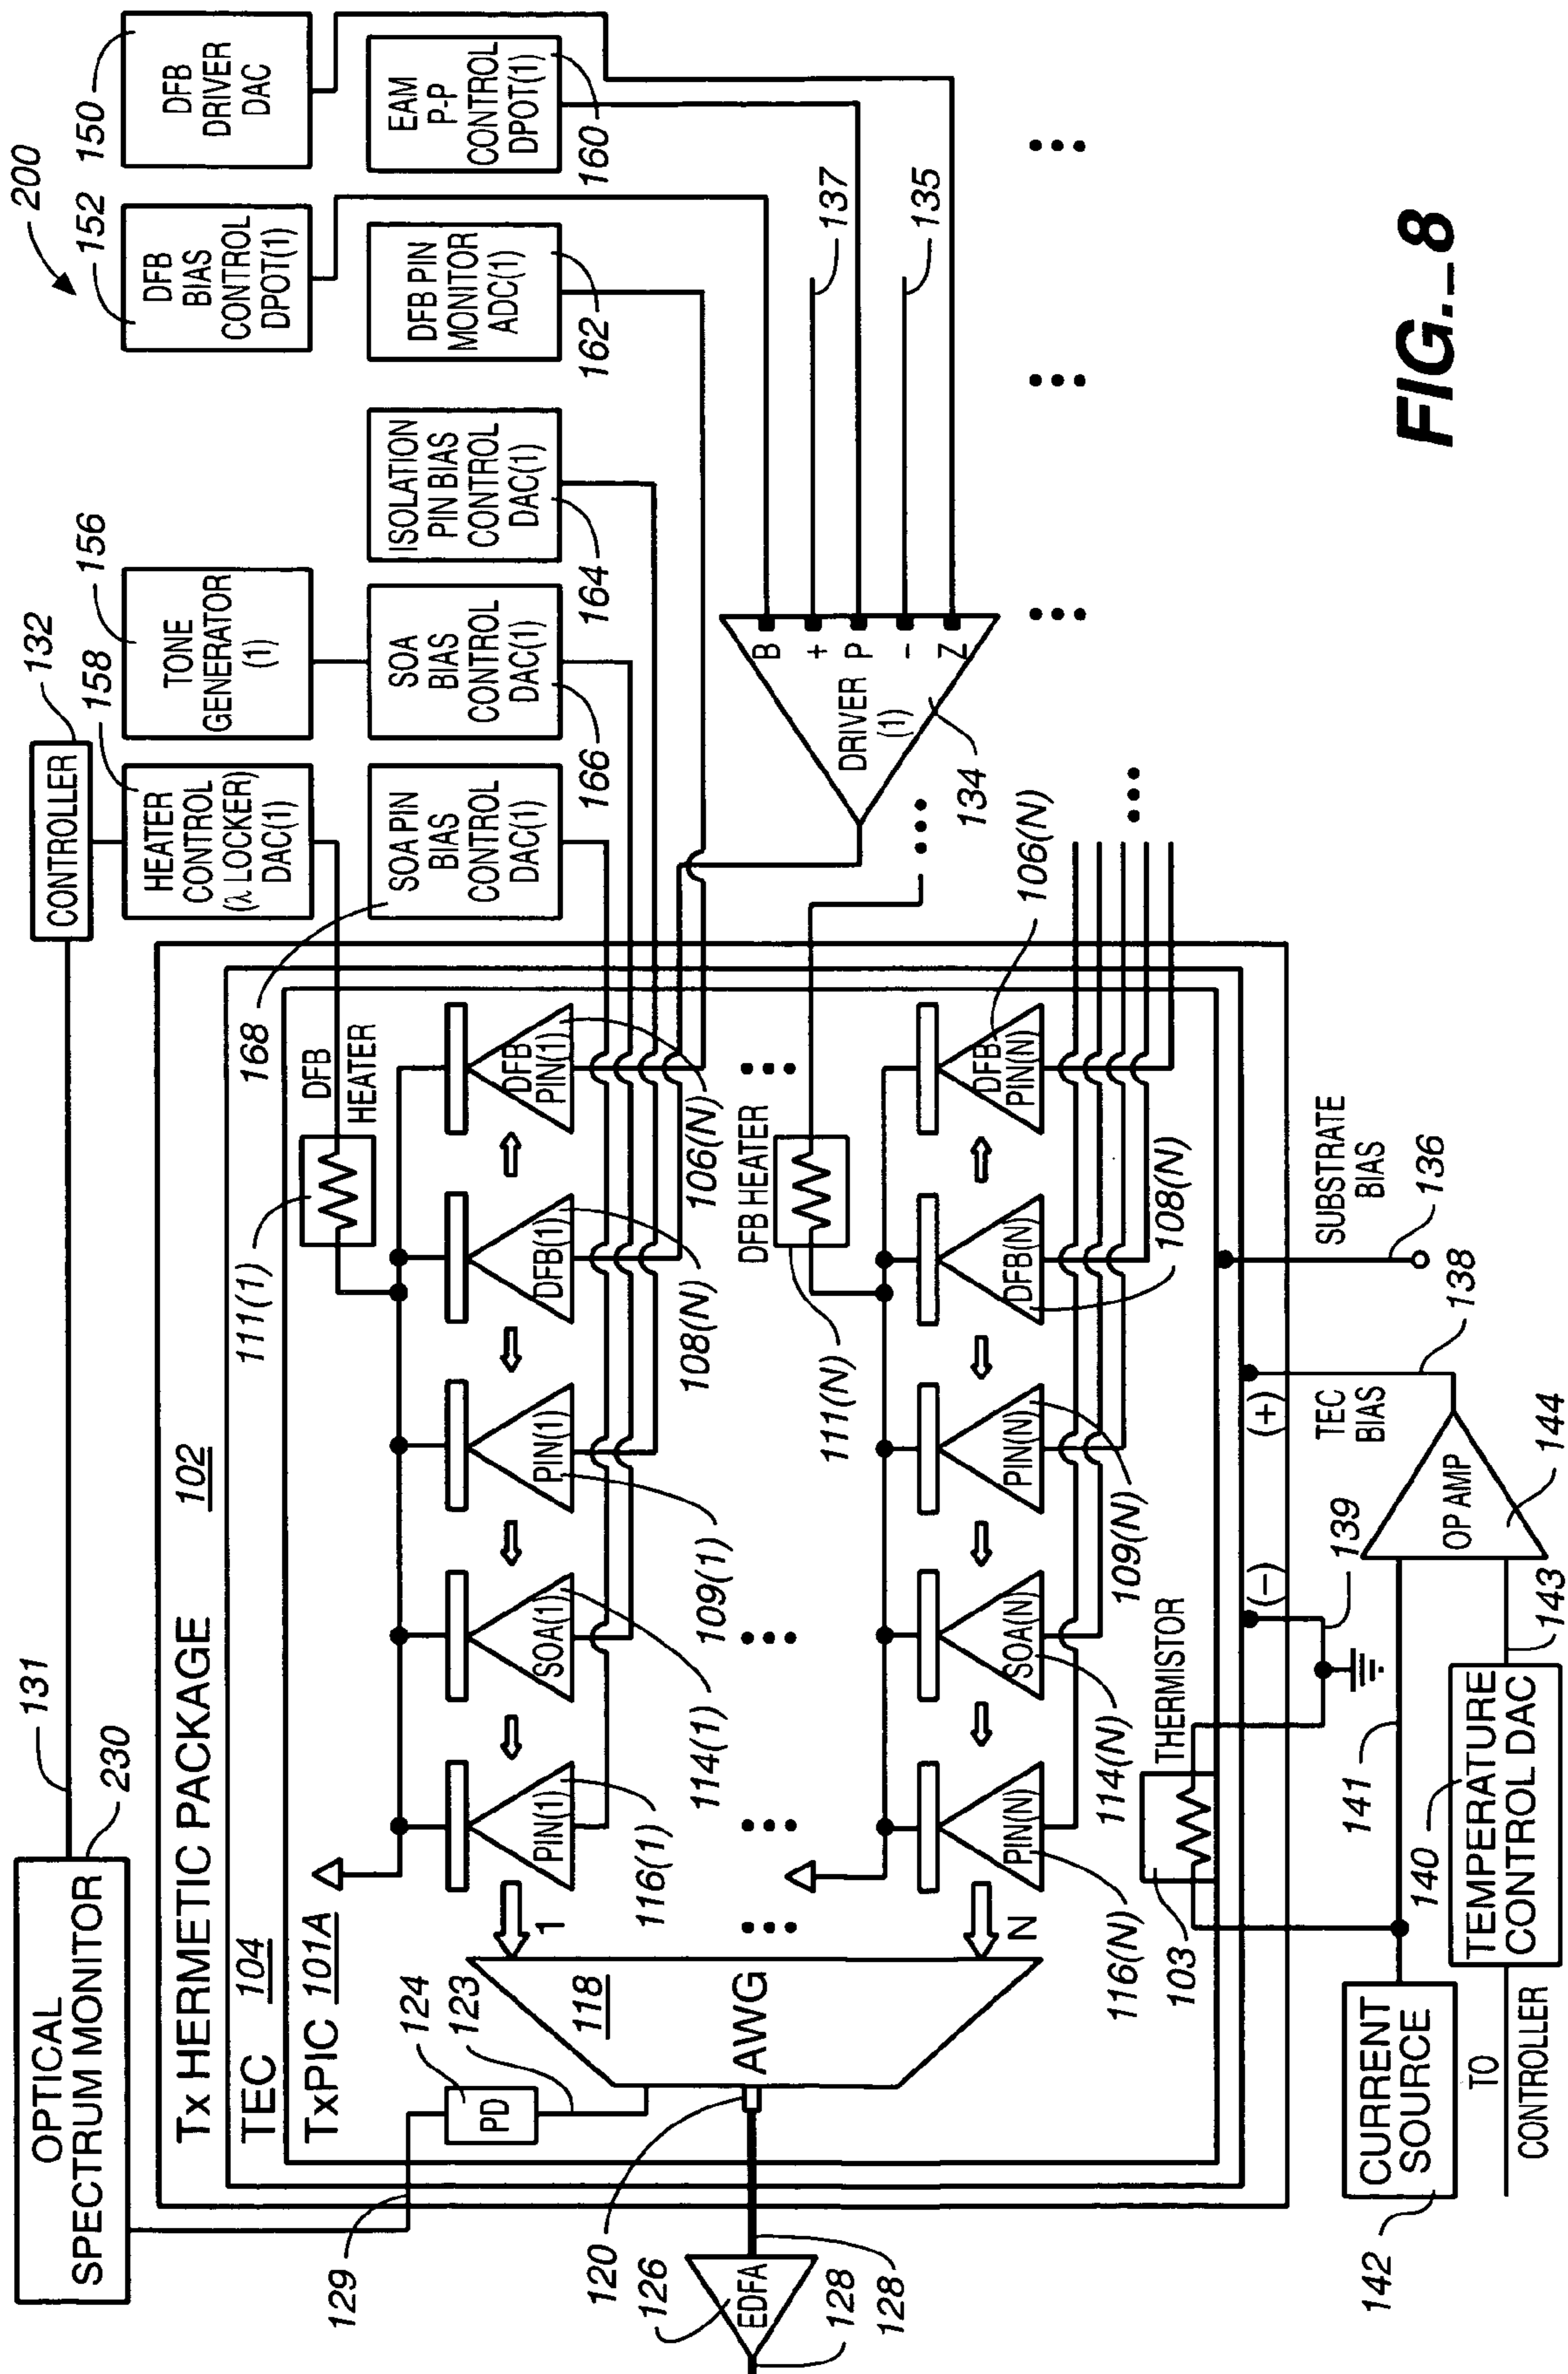 200
150
DFB
DRIVER
DAC
152
DFB
BIAS
CONTROL
DPOT(1)
156
TONE
GENERATOR
(1)
132
CONTROLLER
158
HEATER
CONTROL
(λ LOCKER)
DAC(1)
EAM
P-P
CONTROL
DPOT(1)
160
DFB PIN
MONITOR
ADC(1)
162
ISOLATION
PIN BIAS
CONTROL
DAC(1)
164
SOA
BIAS
CONTROL
DAC(1)
166
SOA PIN
BIAS
CONTROL
DAC(1)
168
131
230
OPTICAL
SPECTRUM MONITOR
Tx HERMETIC PACKAGE 102
TEC 104
TxPIC 101A
111(1)
DFB
HEATER
129
124
PD
123
118
AWG
120
126
EDFA
128
128
1
N
PIN(1)
116(1)
SOA(1)
114(1)
PIN(1)
109(1)
DFB(1)
108(N)
DFB
PIN(1)
106(N)
137
135
B
+
P
-
Z
DRIVER
(1)
134
DFB HEATER
111(N)
PIN(N)
116(N)
SOA(N)
114(N)
PIN(N)
109(N)
DFB(N)
108(N)
DFB
PIN(N)
106(N)
THERMISTOR
103
(-)
(+)
139
TEC
BIAS
138
SUBSTRATE
BIAS
136
OP AMP
144
141
143
140
TEMPERATURE
CONTROL DAC
CURRENT
SOURCE
142
TO
CONTROLLER
FIG._8